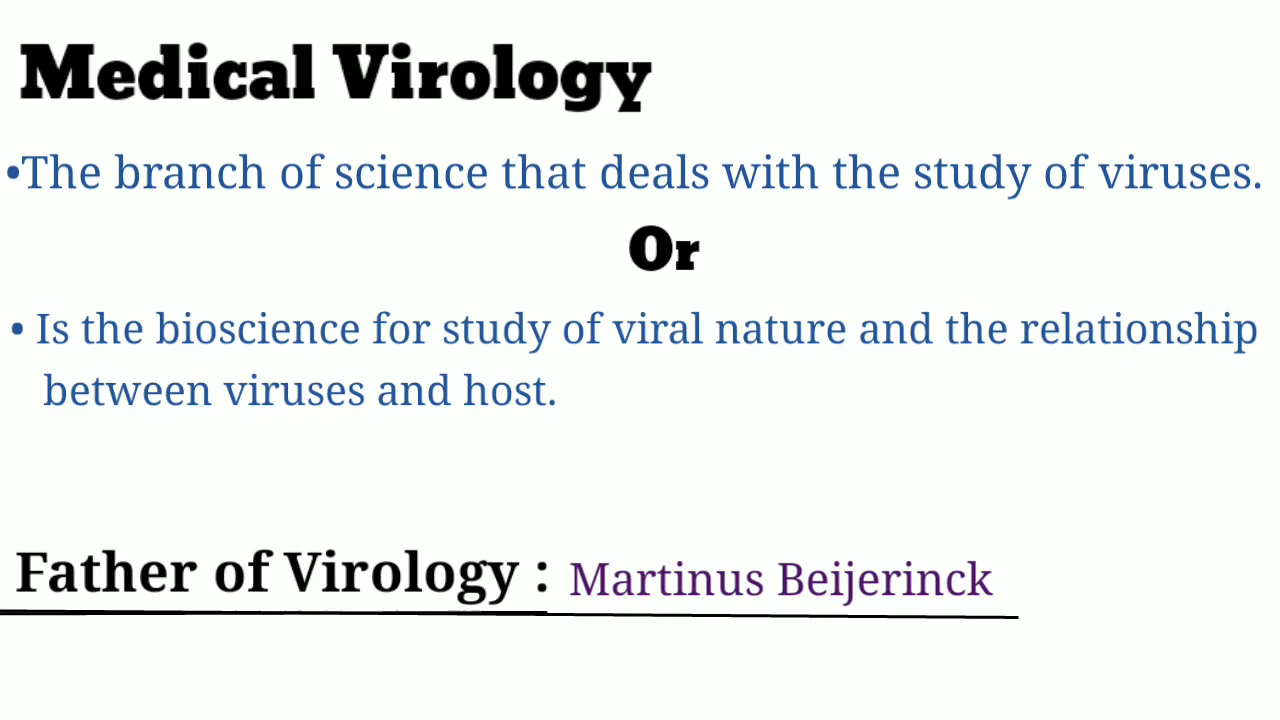 Medical Virology
•The branch of science that deals with the study of viruses.
Or
• Is the bioscience for study of viral nature and the relationship
between viruses and host.
Father of Virology : Martinus Beijerinck